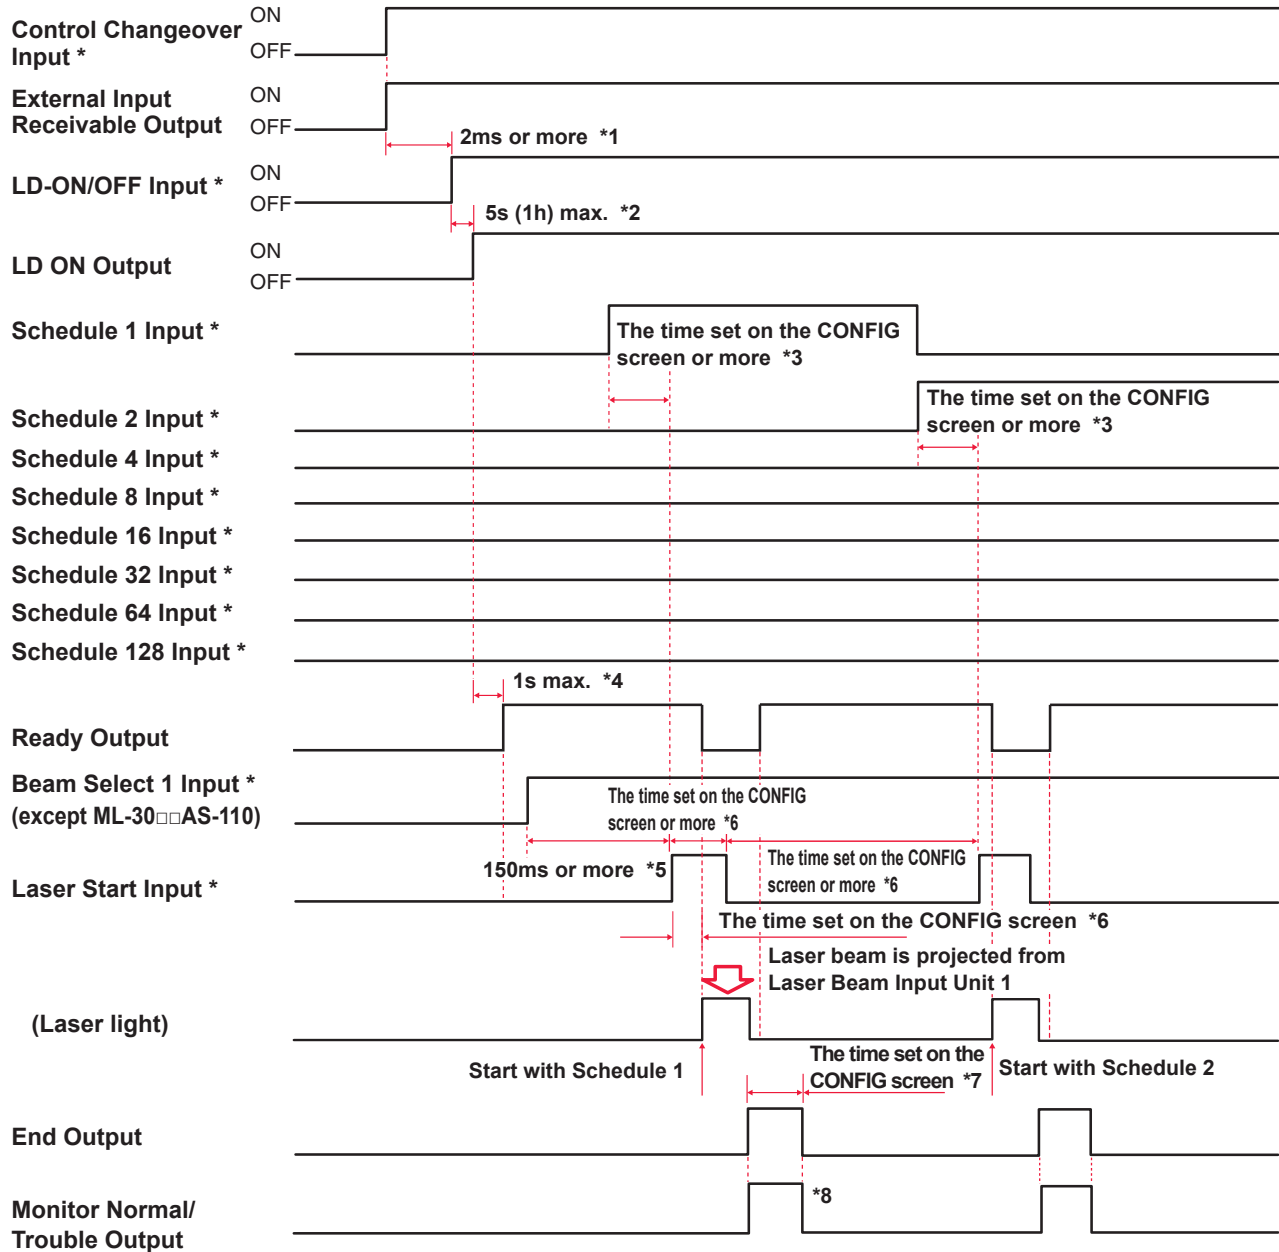 Control Changeover
Input *
ON
OFF
External Input
Receivable Output
ON
OFF
2ms or more *1
LD-ON/OFF Input *
ON
OFF
5s (1h) max. *2
LD ON Output
ON
OFF
Schedule 1 Input *
The time set on the CONFIG
screen or more *3
Schedule 2 Input *
The time set on the CONFIG
screen or more *3
Schedule 4 Input *
Schedule 8 Input *
Schedule 16 Input *
Schedule 32 Input *
Schedule 64 Input *
Schedule 128 Input *
1s max. *4
Ready Output
Beam Select 1 Input *
(except ML-30□□AS-110)
The time set on the CONFIG
screen or more *6
150ms or more *5
The time set on the CONFIG
screen or more *6
Laser Start Input *
The time set on the CONFIG screen *6
Laser beam is projected from
Laser Beam Input Unit 1
(Laser light)
Start with Schedule 1
The time set on the
CONFIG screen *7
Start with Schedule 2
End Output
*8
Monitor Normal/
Trouble Output